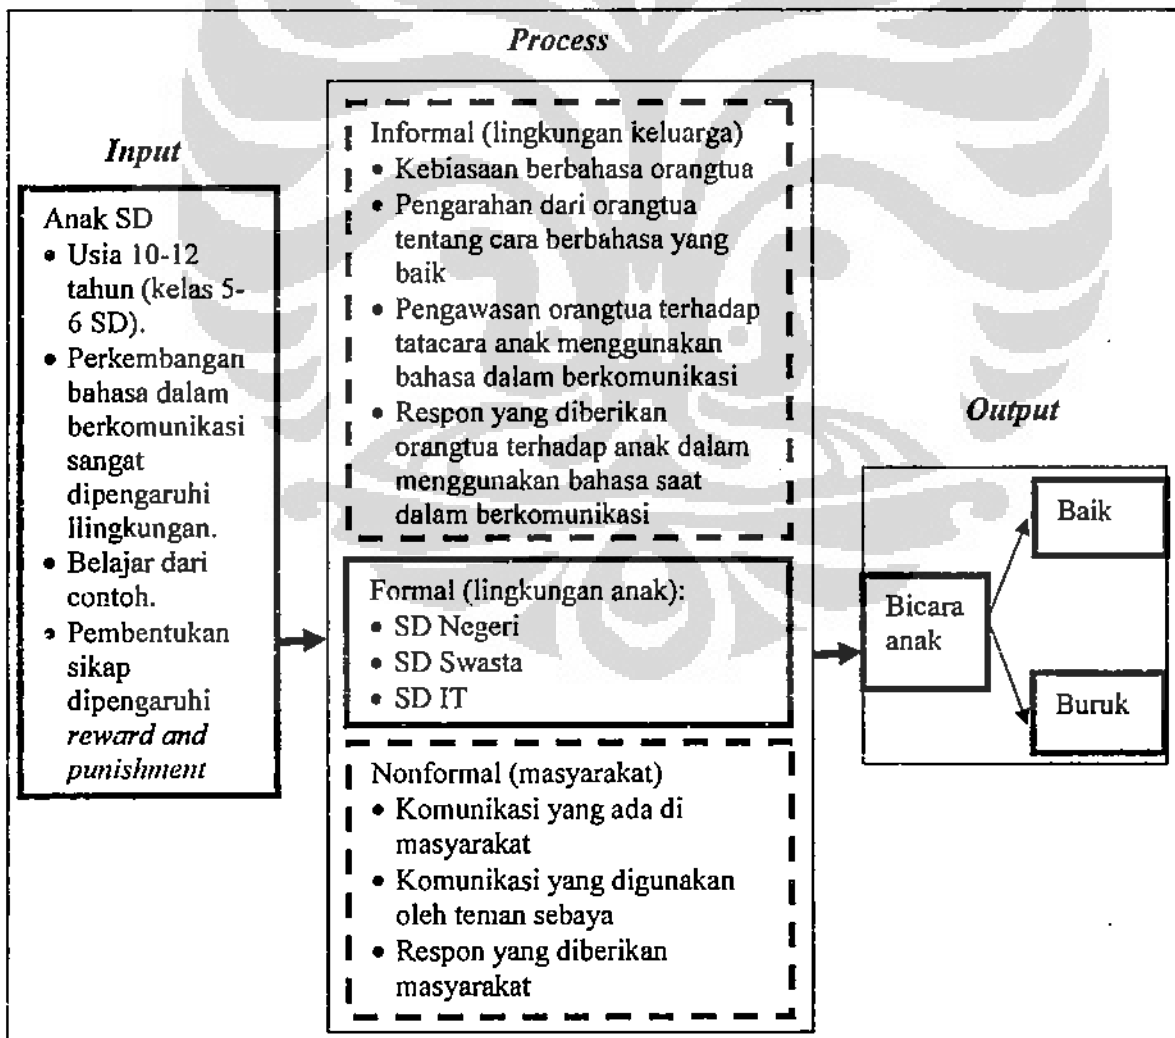 Process
Input
Anak SD
• Usia 10-12
tahun (kelas 5-
6 SD).
• Perkembangan
bahasa dalam
berkomunikasi
sangat
dipengaruhi
llingkungan.
• Belajar dari
contoh.
• Pembentukan
sikap
dipengaruhi
reward and
punishment
Informal (lingkungan keluarga)
• Kebiasaan berbahasa orangtua
• Pengarahan dari orangtua
tentang cara berbahasa yang
baik
• Pengawasan orangtua terhadap
tatacara anak menggunakan
bahasa dalam berkomunikasi
• Respon yang diberikan
orangtua terhadap anak dalam
menggunakan bahasa saat
dalam berkomunikasi
Formal (lingkungan anak):
• SD Negeri
• SD Swasta
• SD IT
Nonformal (masyarakat)
• Komunikasi yang ada di
masyarakat
• Komunikasi yang digunakan
oleh teman sebaya
• Respon yang diberikan
masyarakat
Output
Bicara
anak
Baik
Buruk